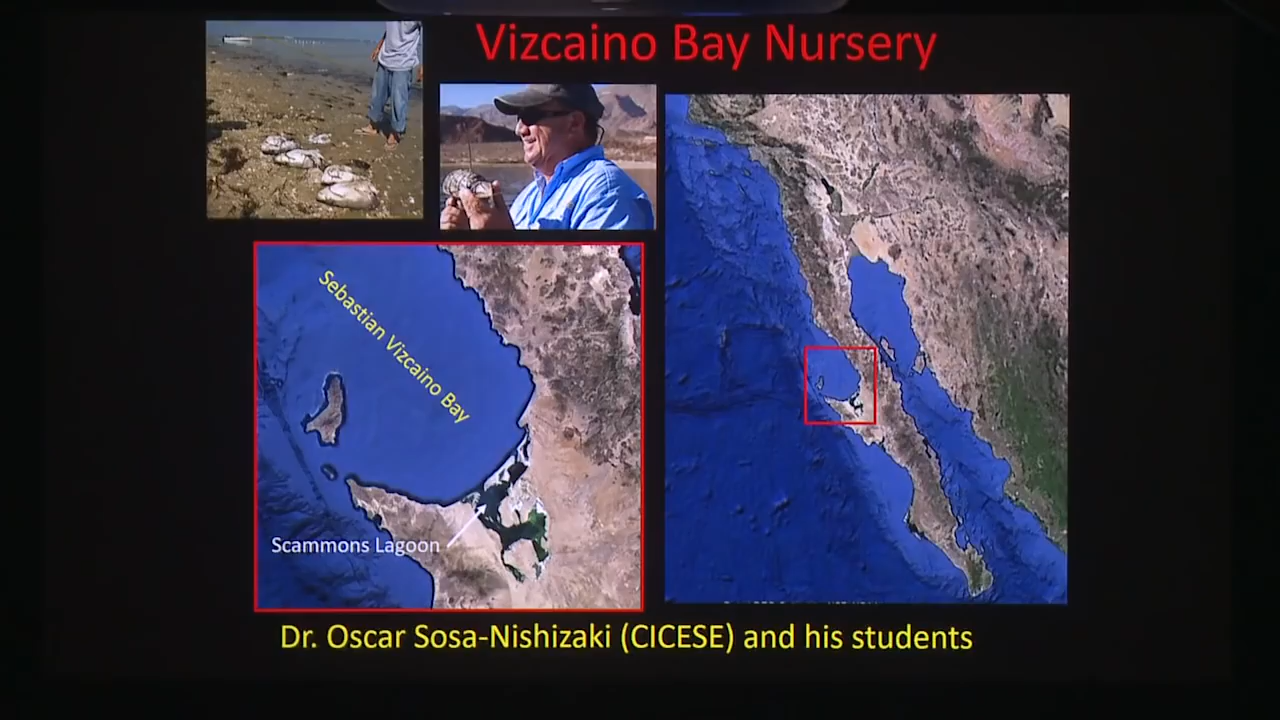 Vizcaino Bay Nursery
Sebastian Vizcaino Bay
Scammons Lagoon
Dr. Oscar Sosa-Nishizaki (CICESE) and his students